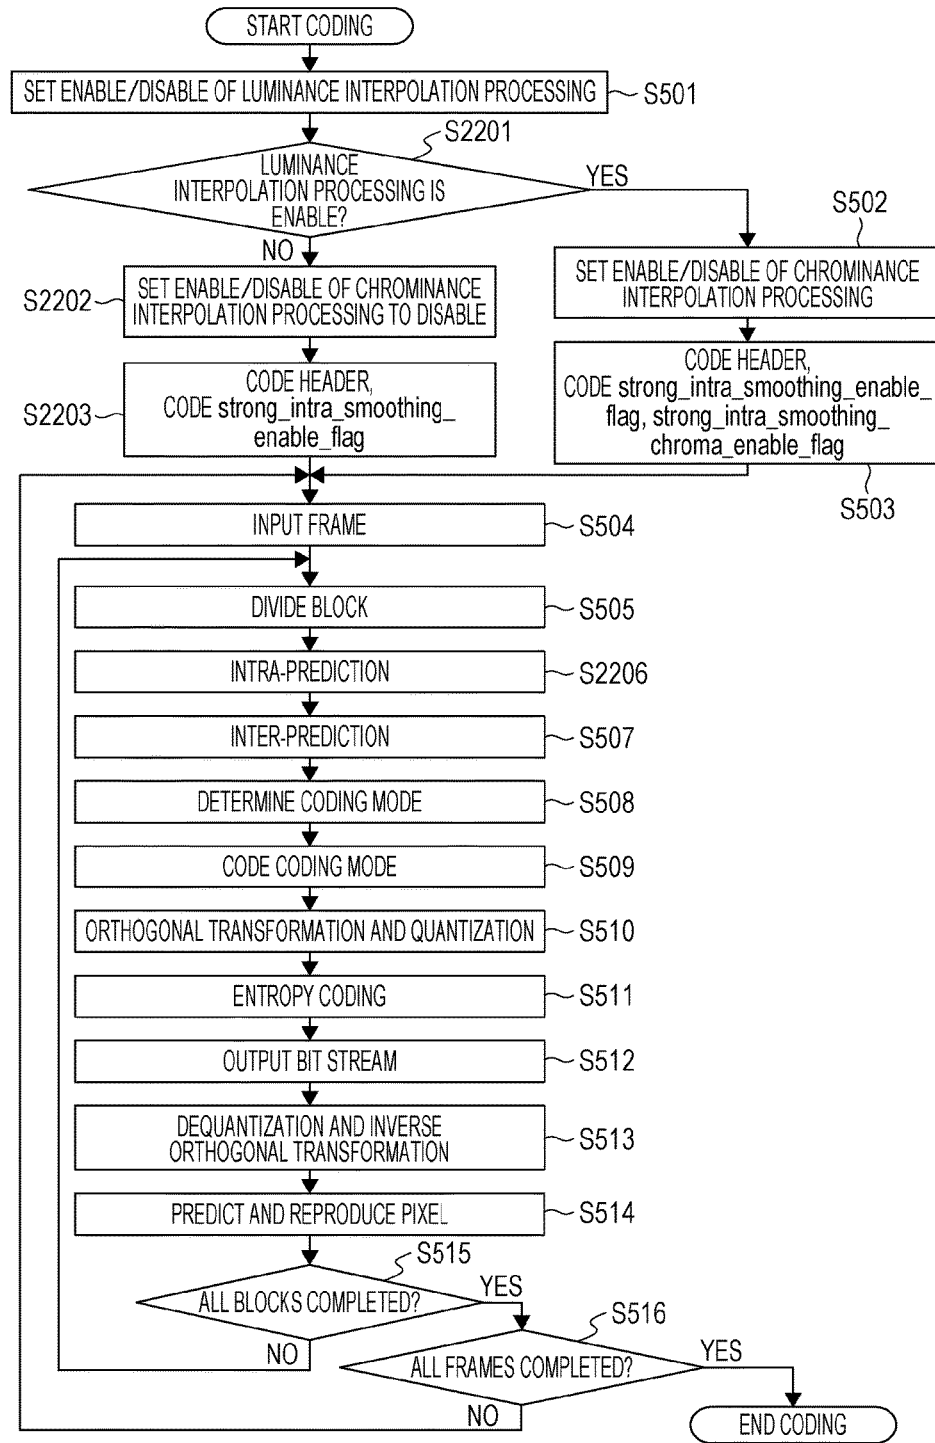 START CODING
SET ENABLE/DISABLE OF LUMINANCE INTERPOLATION PROCESSING
S501
S2201
LUMINANCE
INTERPOLATION PROCESSING IS
ENABLE?
YES
NO
S502
SET ENABLE/DISABLE OF CHROMINANCE
INTERPOLATION PROCESSING
S2202
SET ENABLE/DISABLE OF CHROMINANCE
INTERPOLATION PROCESSING TO DISABLE
CODE HEADER,
CODE strong_intra_smoothing_enable_
flag, strong_intra_smoothing_
chroma_enable_flag
S503
S2203
CODE HEADER,
CODE strong_intra_smoothing_
enable_flag
INPUT FRAME
S504
DIVIDE BLOCK
S505
INTRA-PREDICTION
S2206
INTER-PREDICTION
S507
DETERMINE CODING MODE
S508
CODE CODING MODE
S509
ORTHOGONAL TRANSFORMATION AND QUANTIZATION
S510
ENTROPY CODING
S511
OUTPUT BIT STREAM
S512
DEQUANTIZATION AND INVERSE
ORTHOGONAL TRANSFORMATION
S513
PREDICT AND REPRODUCE PIXEL
S514
S515
ALL BLOCKS COMPLETED?
YES
NO
S516
ALL FRAMES COMPLETED?
YES
NO
END CODING